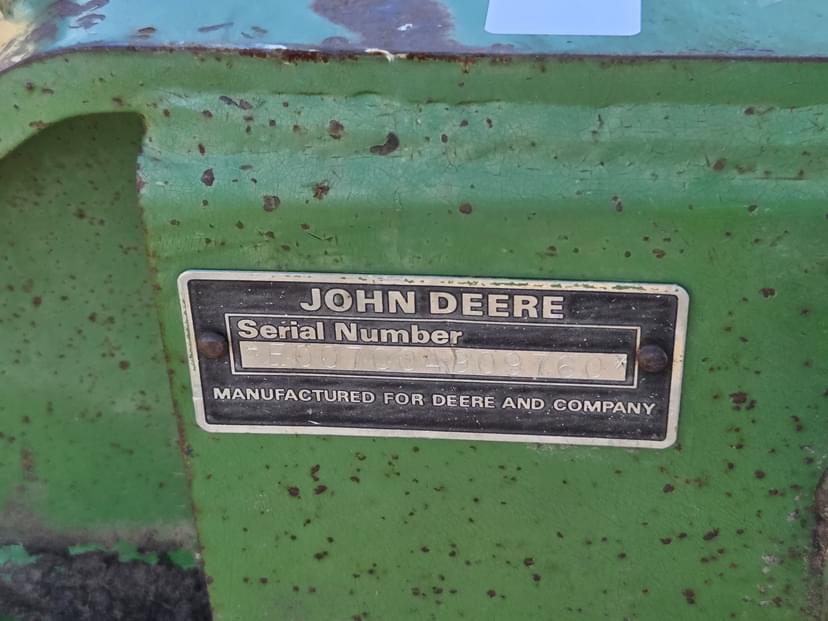 JOHN DEERE
Serial Number
MANUFACTURED FOR DEERE AND COMPANY